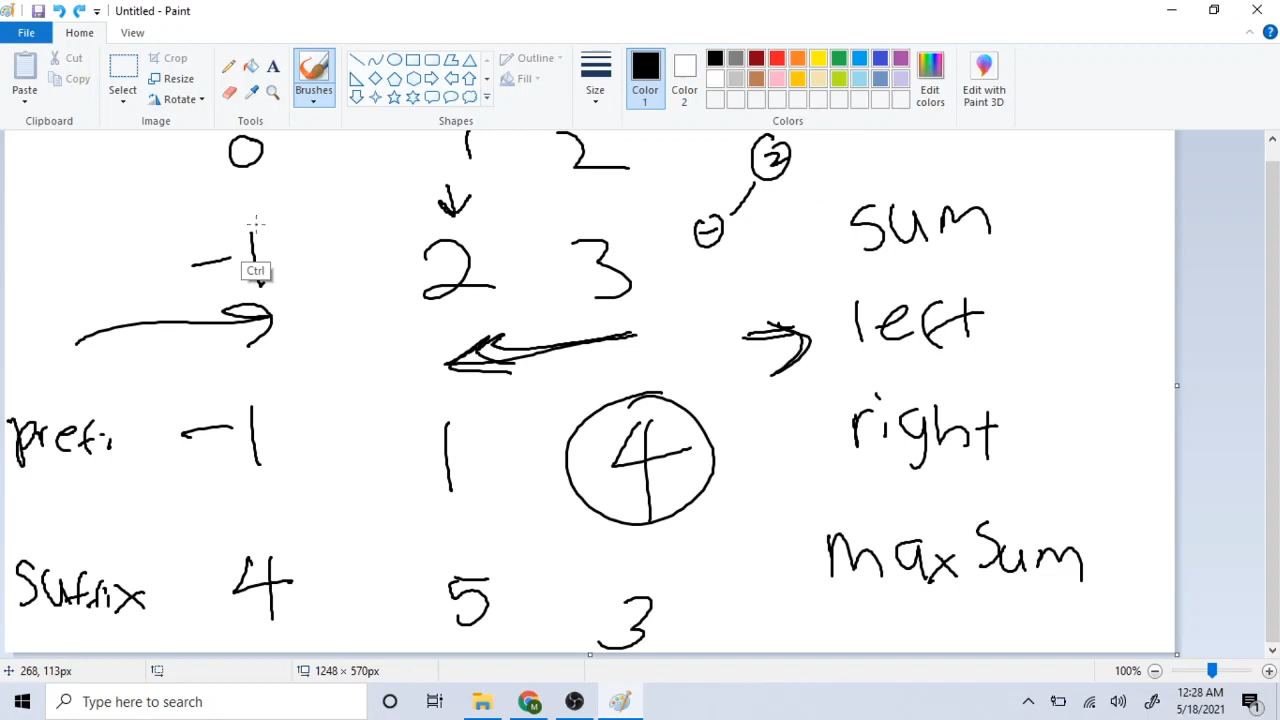 Untitled - Paint
File Home View
Paste
Cut
Copy
Clipboard
Select
Crop
Resize
Rotate
Image
A
Tools
Brushes
Shapes
Outline
Fill
Size
Color 1
Color 2
Edit colors
Colors
Edit with Paint 3D
0 1 2 2
-1 2 3 - sum
Ctrl
left
prefi -1 1 4 right
maxSum
Suffix 4 5 3
268, 113px 1248 × 570px 100%
Type here to search
12:28 AM
5/18/2021